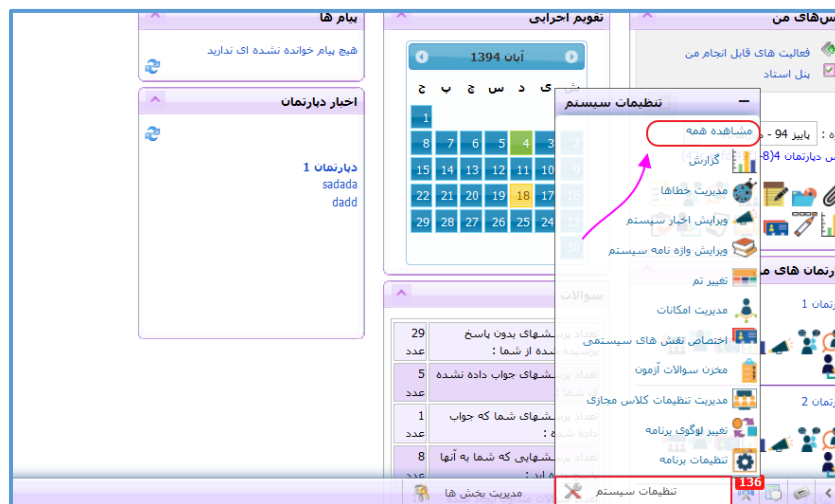 پیام ها
هیچ پیام خوانده نشده ای ندارید
اخبار دپارتمان
دپارتمان 1
sadada
dadd
تقویم اجرایی
آبان 1394
ش ی د س چ پ ج
1
2 3 4 5 6 7 8
9 10 11 12 13 14 15
16 17 18 19 20 21 22
23 24 25 26 27 28 29
30
سوالات
تعداد پرسشهای بدون پاسخ
پرسیده شده از شما :
29
عدد
تعداد پرسشهای جواب داده نشده
5
عدد
تعداد پرسشهای شما که جواب
داده شده :
1
عدد
تعداد پرسشهایی که شما به آنها
8
عدد
فعالیت های قابل انجام من
پنل استاد
پاییز 94
دپارتمان 4
تنظیمات سیستم
مشاهده همه
گزارش
مدیریت خطاها
ویرایش اخبار سیستم
ویرایش واژه نامه سیستم
تغییر تم
مدیریت امکانات
اختصاص نقش های سیستمی
مخزن سوالات آزمون
مدیریت تنظیمات کلاس مجازی
تغییر لوگوی برنامه
تنظیمات برنامه
136
تنظیمات سیستم
مدیریت بخش ها